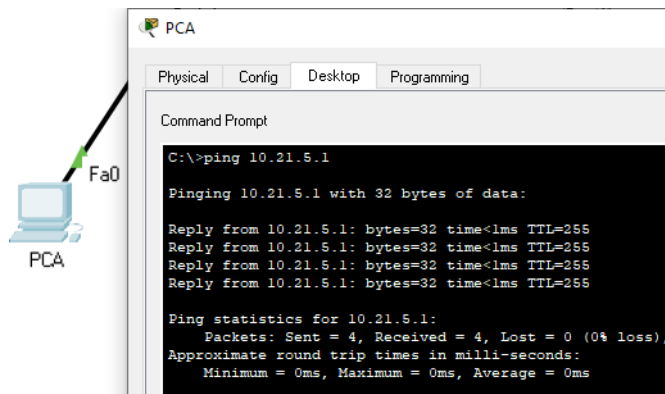 PCA
Physical Config Desktop Programming
Command Prompt
C:\>ping 10.21.5.1
Pinging 10.21.5.1 with 32 bytes of data:
Reply from 10.21.5.1: bytes=32 time<1ms TTL=255
Reply from 10.21.5.1: bytes=32 time<1ms TTL=255
Reply from 10.21.5.1: bytes=32 time<1ms TTL=255
Reply from 10.21.5.1: bytes=32 time<1ms TTL=255
Ping statistics for 10.21.5.1:
Packets: Sent = 4, Received = 4, Lost = 0 (0% loss),
Approximate round trip times in milli-seconds:
Minimum = 0ms, Maximum = 0ms, Average = 0ms
Fa0
PCA